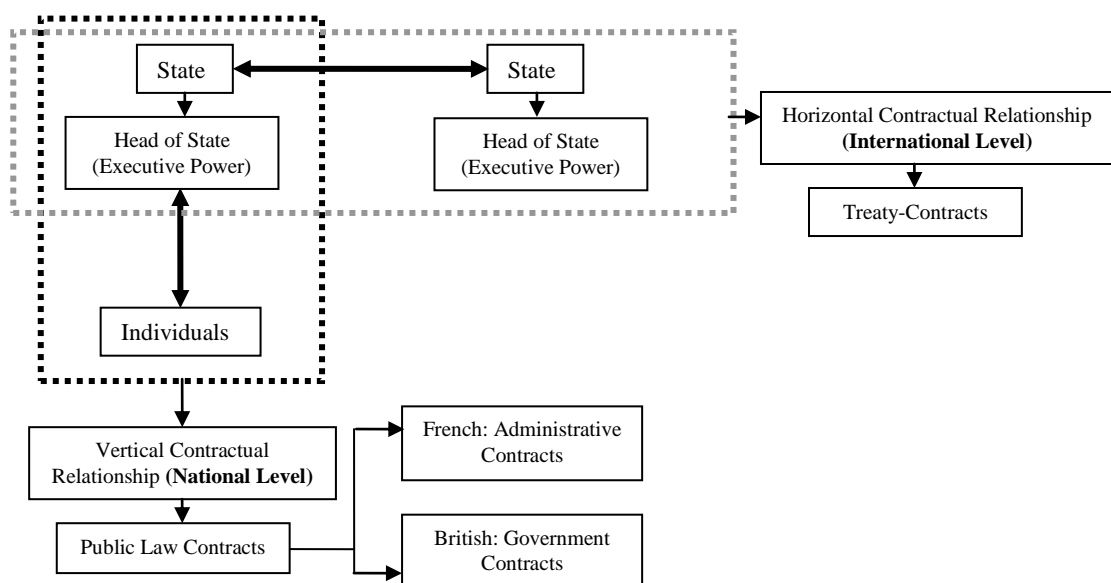 State
State
Head of State
(Executive Power)
Head of State
(Executive Power)
Horizontal Contractual Relationship
(International Level)
Treaty-Contracts
Individuals
Vertical Contractual
Relationship (National Level)
Public Law Contracts
French: Administrative
Contracts
British: Government
Contracts